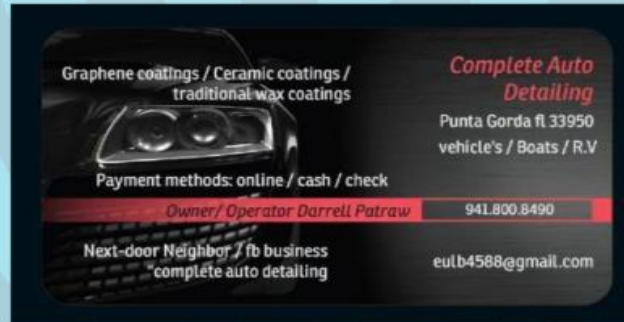 Graphene coatings / Ceramic coatings /
traditional wax coatings
Complete Auto
Detailing
Punta Gorda fl 33950
vehicle's / Boats / R.V
Payment methods: online / cash / check
Owner/ Operator Darrell Patraw
941.800.8490
Next-door Neighbor / fb business
"complete auto detailing
eulb4588@gmail.com